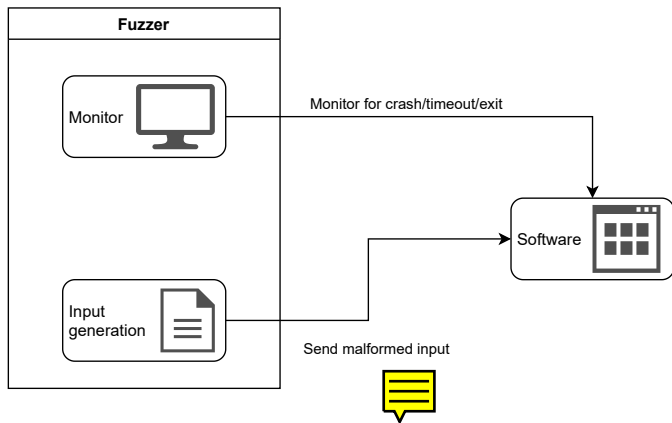 Fuzzer
Monitor
Monitor for crash/timeout/exit
Software
Input
generation
Send malformed input